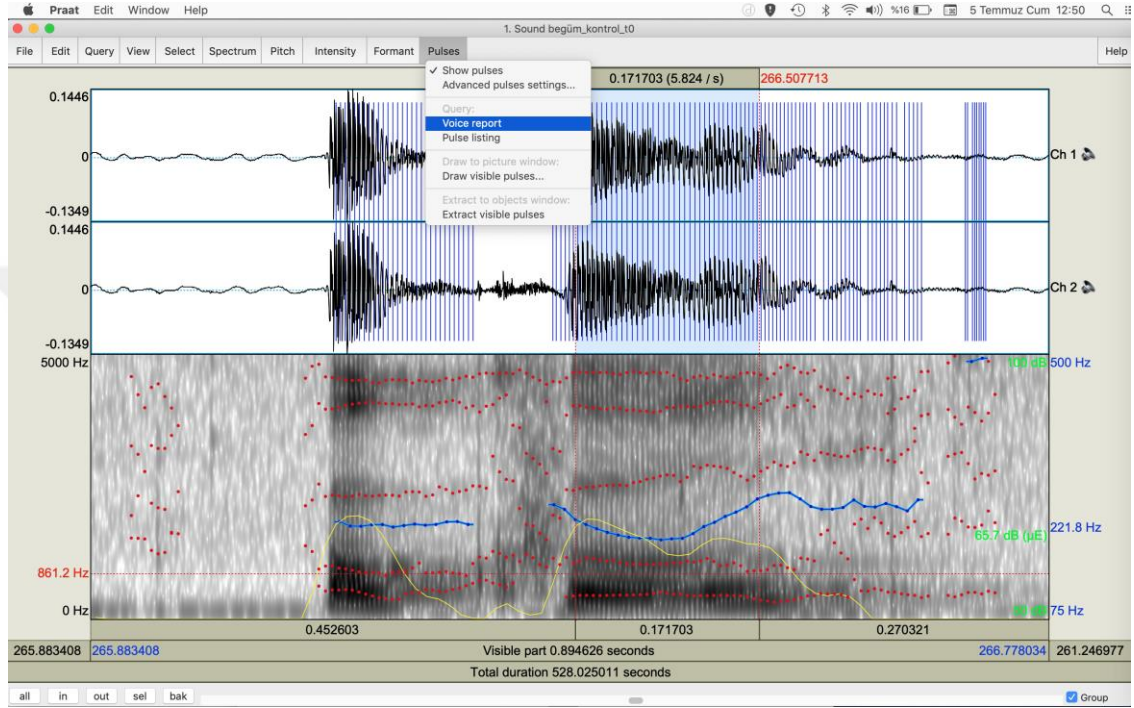 Praat Edit Window Help %16 5 Temmuz Cum 12:50
1. Sound begüm_kontrol_t0
File Edit Query View Select Spectrum Pitch Intensity Formant Pulses Help
✓ Show pulses
Advanced pulses settings...
Query:
Voice report
Pulse listing
Draw to picture window:
Draw visible pulses...
Extract to objects window:
Extract visible pulses
0.171703 (5.824 / s) 266.507713
0.1446
0
-0.1349
Ch 1
0.1446
0
-0.1349
Ch 2
5000 Hz
100 dB 500 Hz
221.8 Hz
65.7 dB (µE)
861.2 Hz
0 Hz
75 Hz
0.452603 0.171703 0.270321
265.883408 265.883408 Visible part 0.894626 seconds 266.778034 261.246977
Total duration 528.025011 seconds
all in out sel bak Group